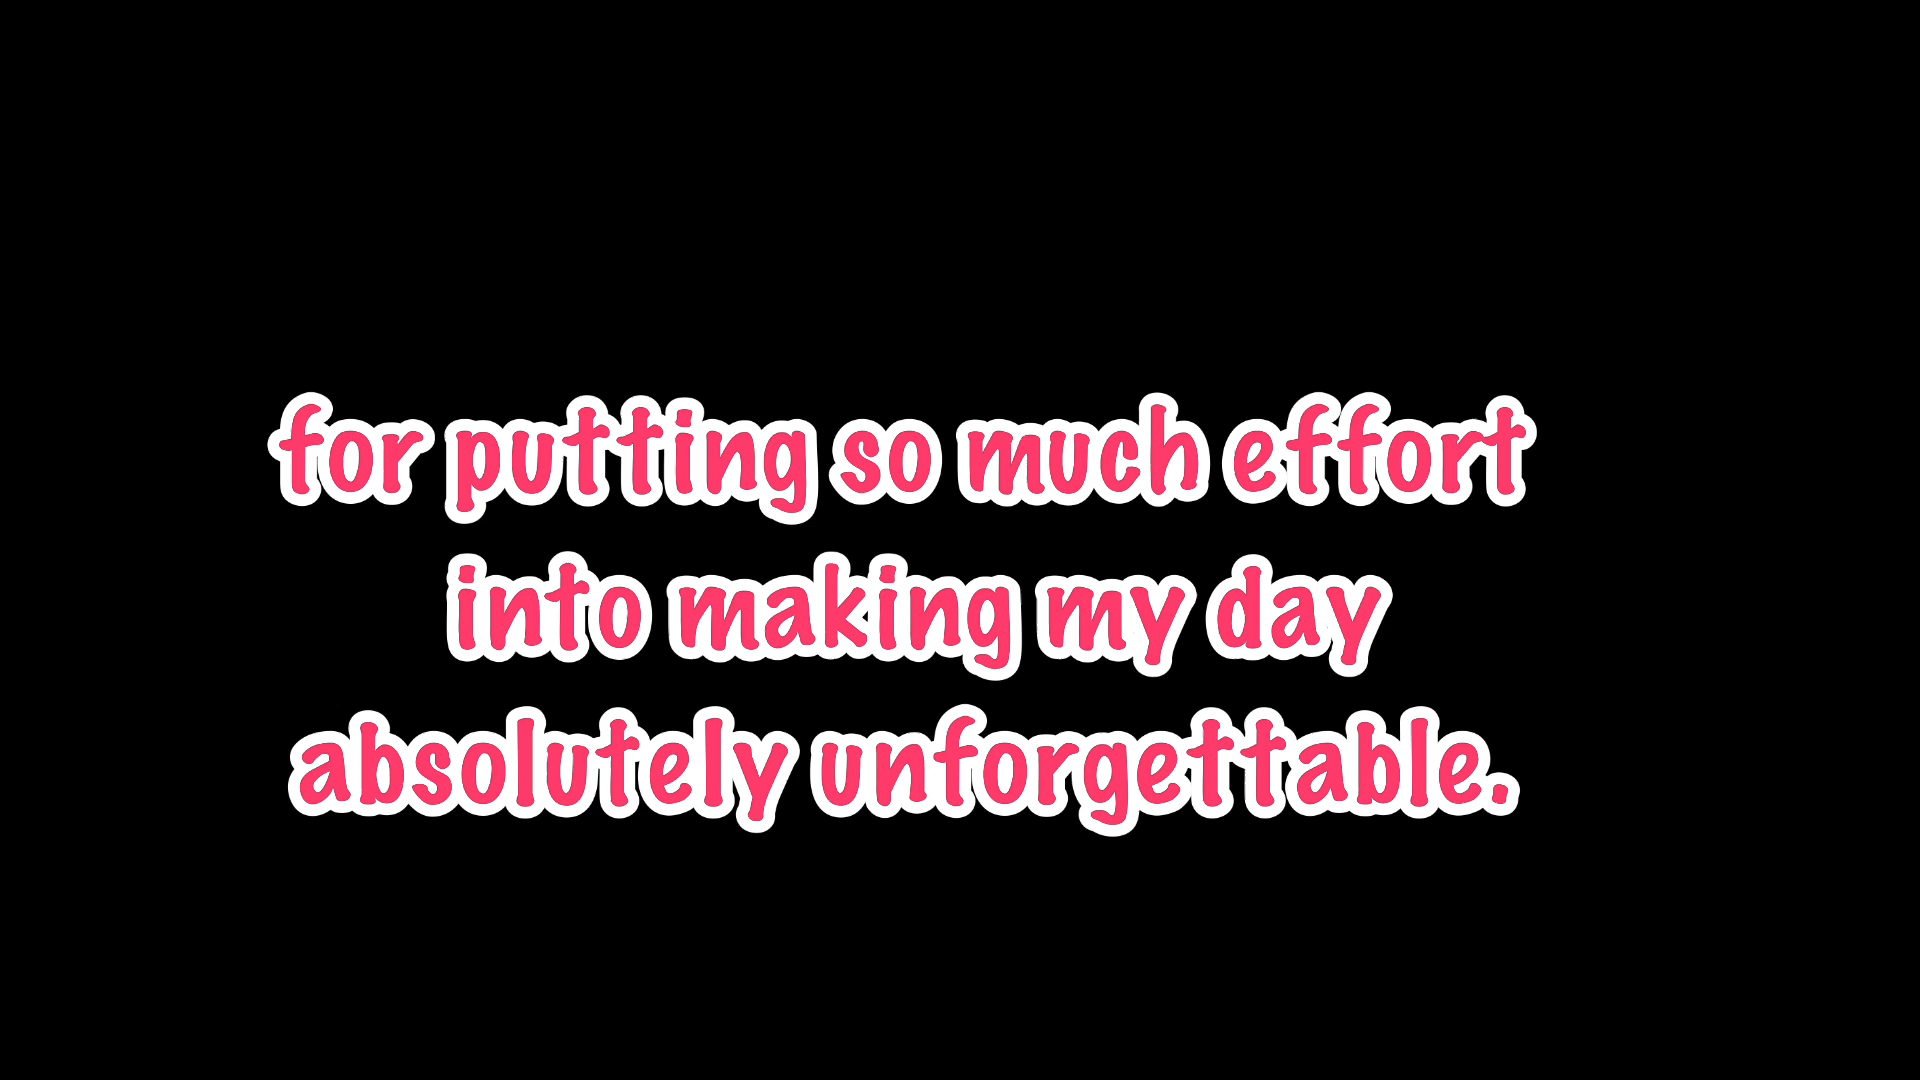 for putting so much effort
into making my day
absolutely unforgettable.